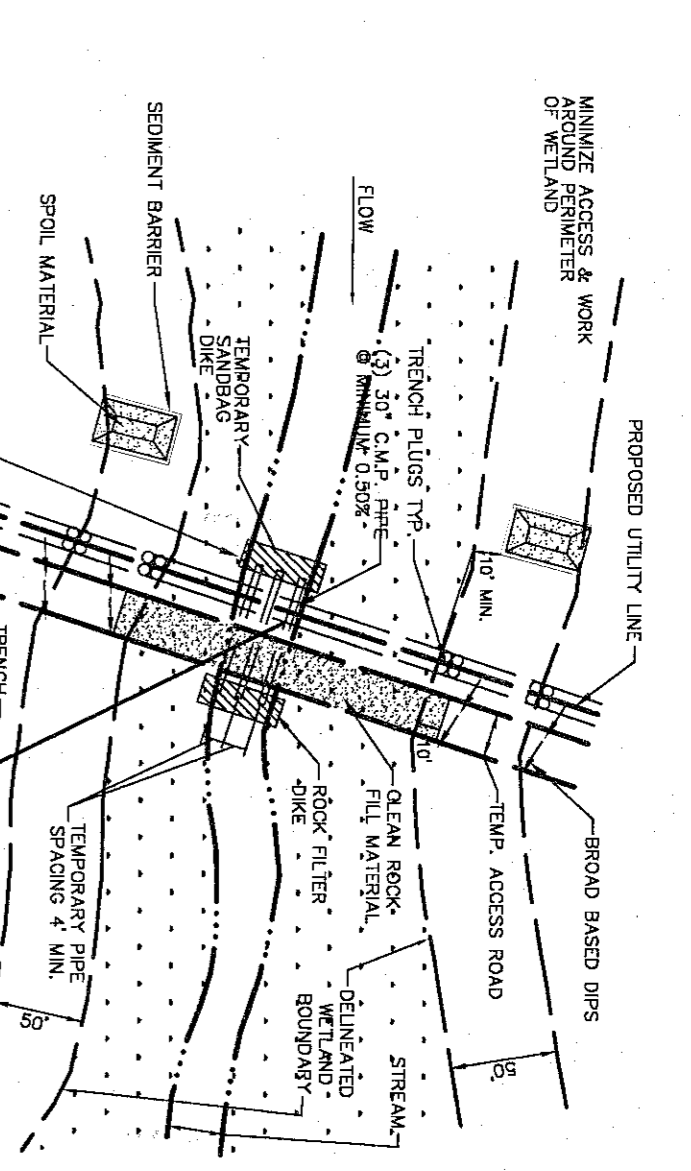 MINIMIZE ACCESS & WORK
AROUND PERIMETER
OF WETLAND
PROPOSED UTILITY LINE
SEDIMENT BARRIER
SPOIL MATERIAL
FLOW
TRENCH PLUGS TYP.
(3) 30" C.M.P. PIPE
@ MINIMUM 0.50%
TEMPORARY
SANDBAG
DIKE
10' MIN.
10'
BROAD BASED DIPS
TEMP. ACCESS ROAD
CLEAN ROCK
FILL MATERIAL
ROCK FILTER
DIKE
TEMPORARY PIPE
SPACING 4' MIN.
DELINEATED
WETLAND
BOUNDARY
STREAM
50'
50'
TRENCH